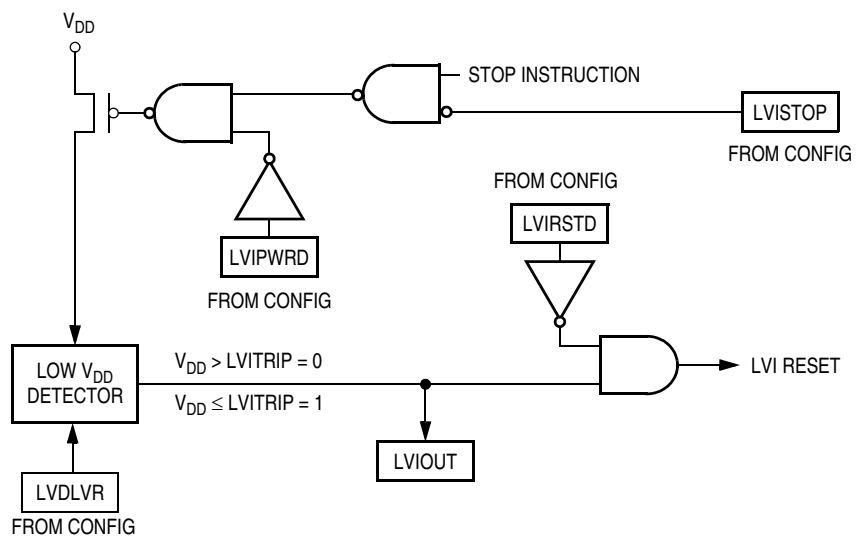 VDD
STOP INSTRUCTION
LVISTOP
FROM CONFIG
FROM CONFIG
LVIRSTD
LVIPWRD
FROM CONFIG
LOW VDD
DETECTOR
VDD > LVITRIP = 0
VDD ≤ LVITRIP = 1
LVI RESET
LVIOUT
LVDLVR
FROM CONFIG